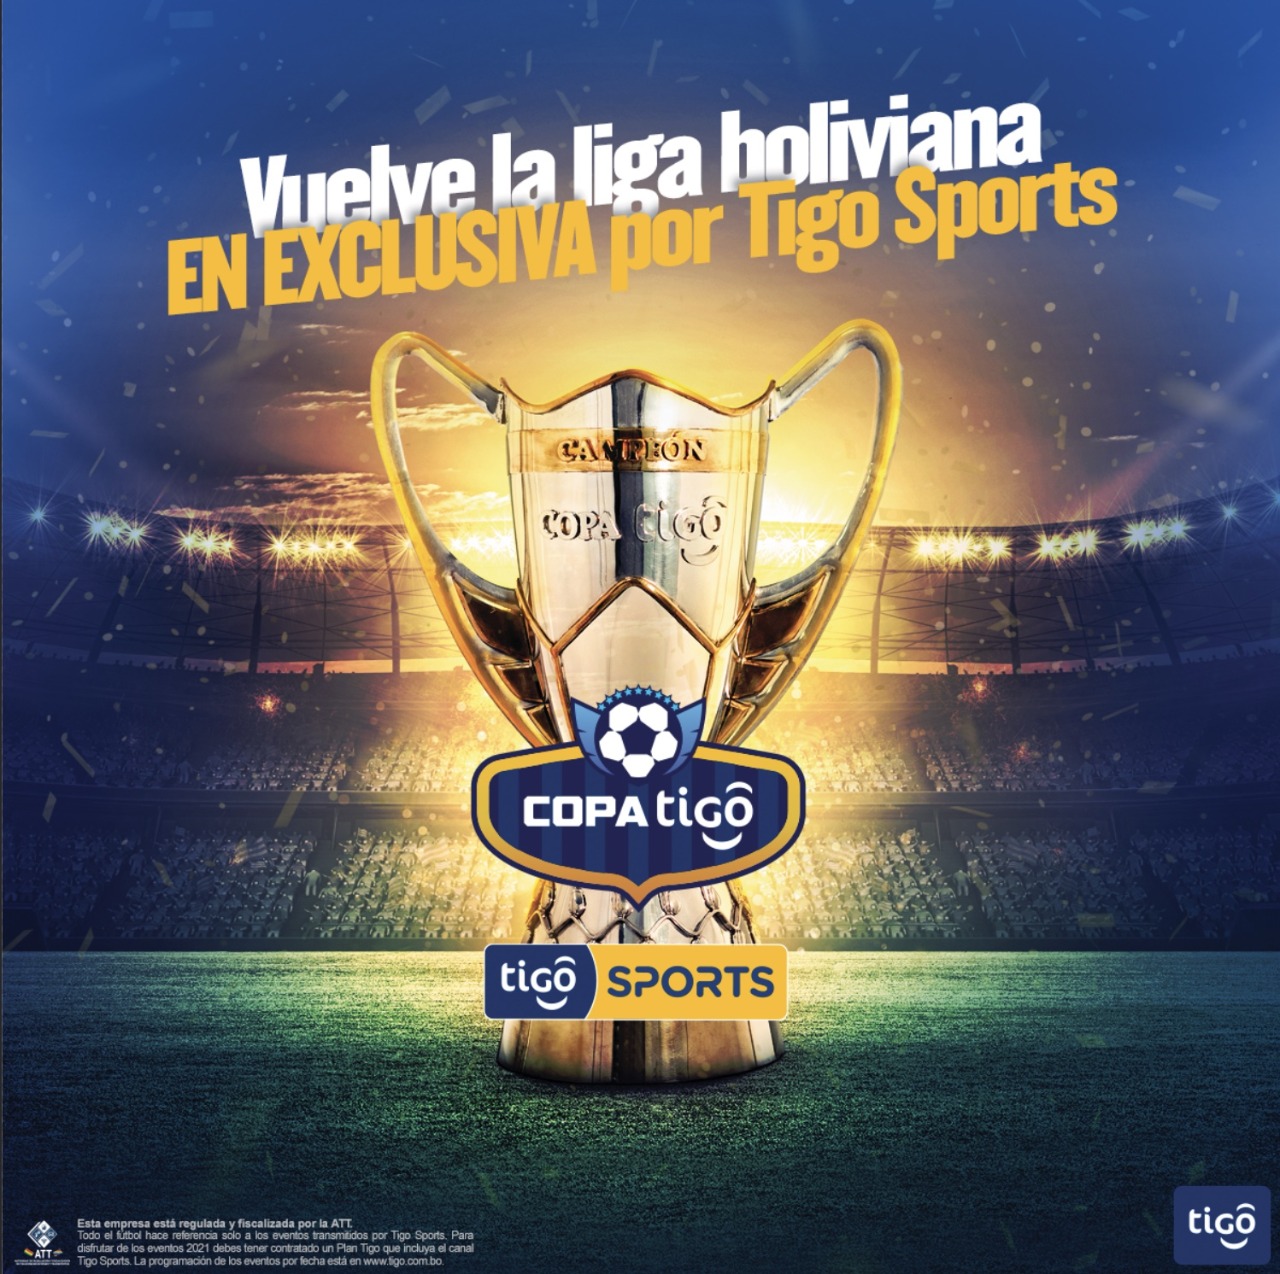 Vuelve la liga boliviana
EN EXCLUSIVA por Tigo Sports
CAMPEÓN
COPA tigo
COPA tigo
tigo SPORTS
Esta empresa está regulada y fiscalizada por la ATT.
Todo el fútbol hace referencia solo a los eventos transmitidos por Tigo Sports. Para
disfrutar de los eventos 2021 debes tener contratado un Plan Tigo que incluya el canal
Tigo Sports. La programación de los eventos por fecha está en www.tigo.com.bo.
ATT
tigo